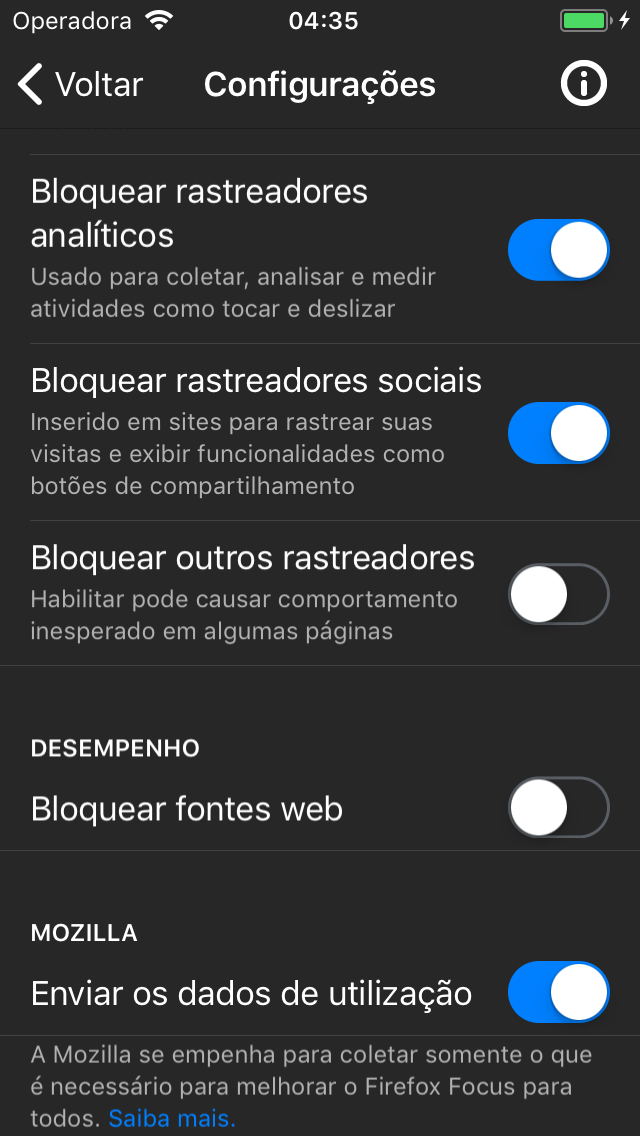 Operadora 04:35
Voltar Configurações
Bloquear rastreadores
analíticos
Usado para coletar, analisar e medir
atividades como tocar e deslizar
Bloquear rastreadores sociais
Inserido em sites para rastrear suas
visitas e exibir funcionalidades como
botões de compartilhamento
Bloquear outros rastreadores
Habilitar pode causar comportamento
inesperado em algumas páginas
DESEMPENHO
Bloquear fontes web
MOZILLA
Enviar os dados de utilização
A Mozilla se empenha para coletar somente o que
é necessário para melhorar o Firefox Focus para
todos. Saiba mais.